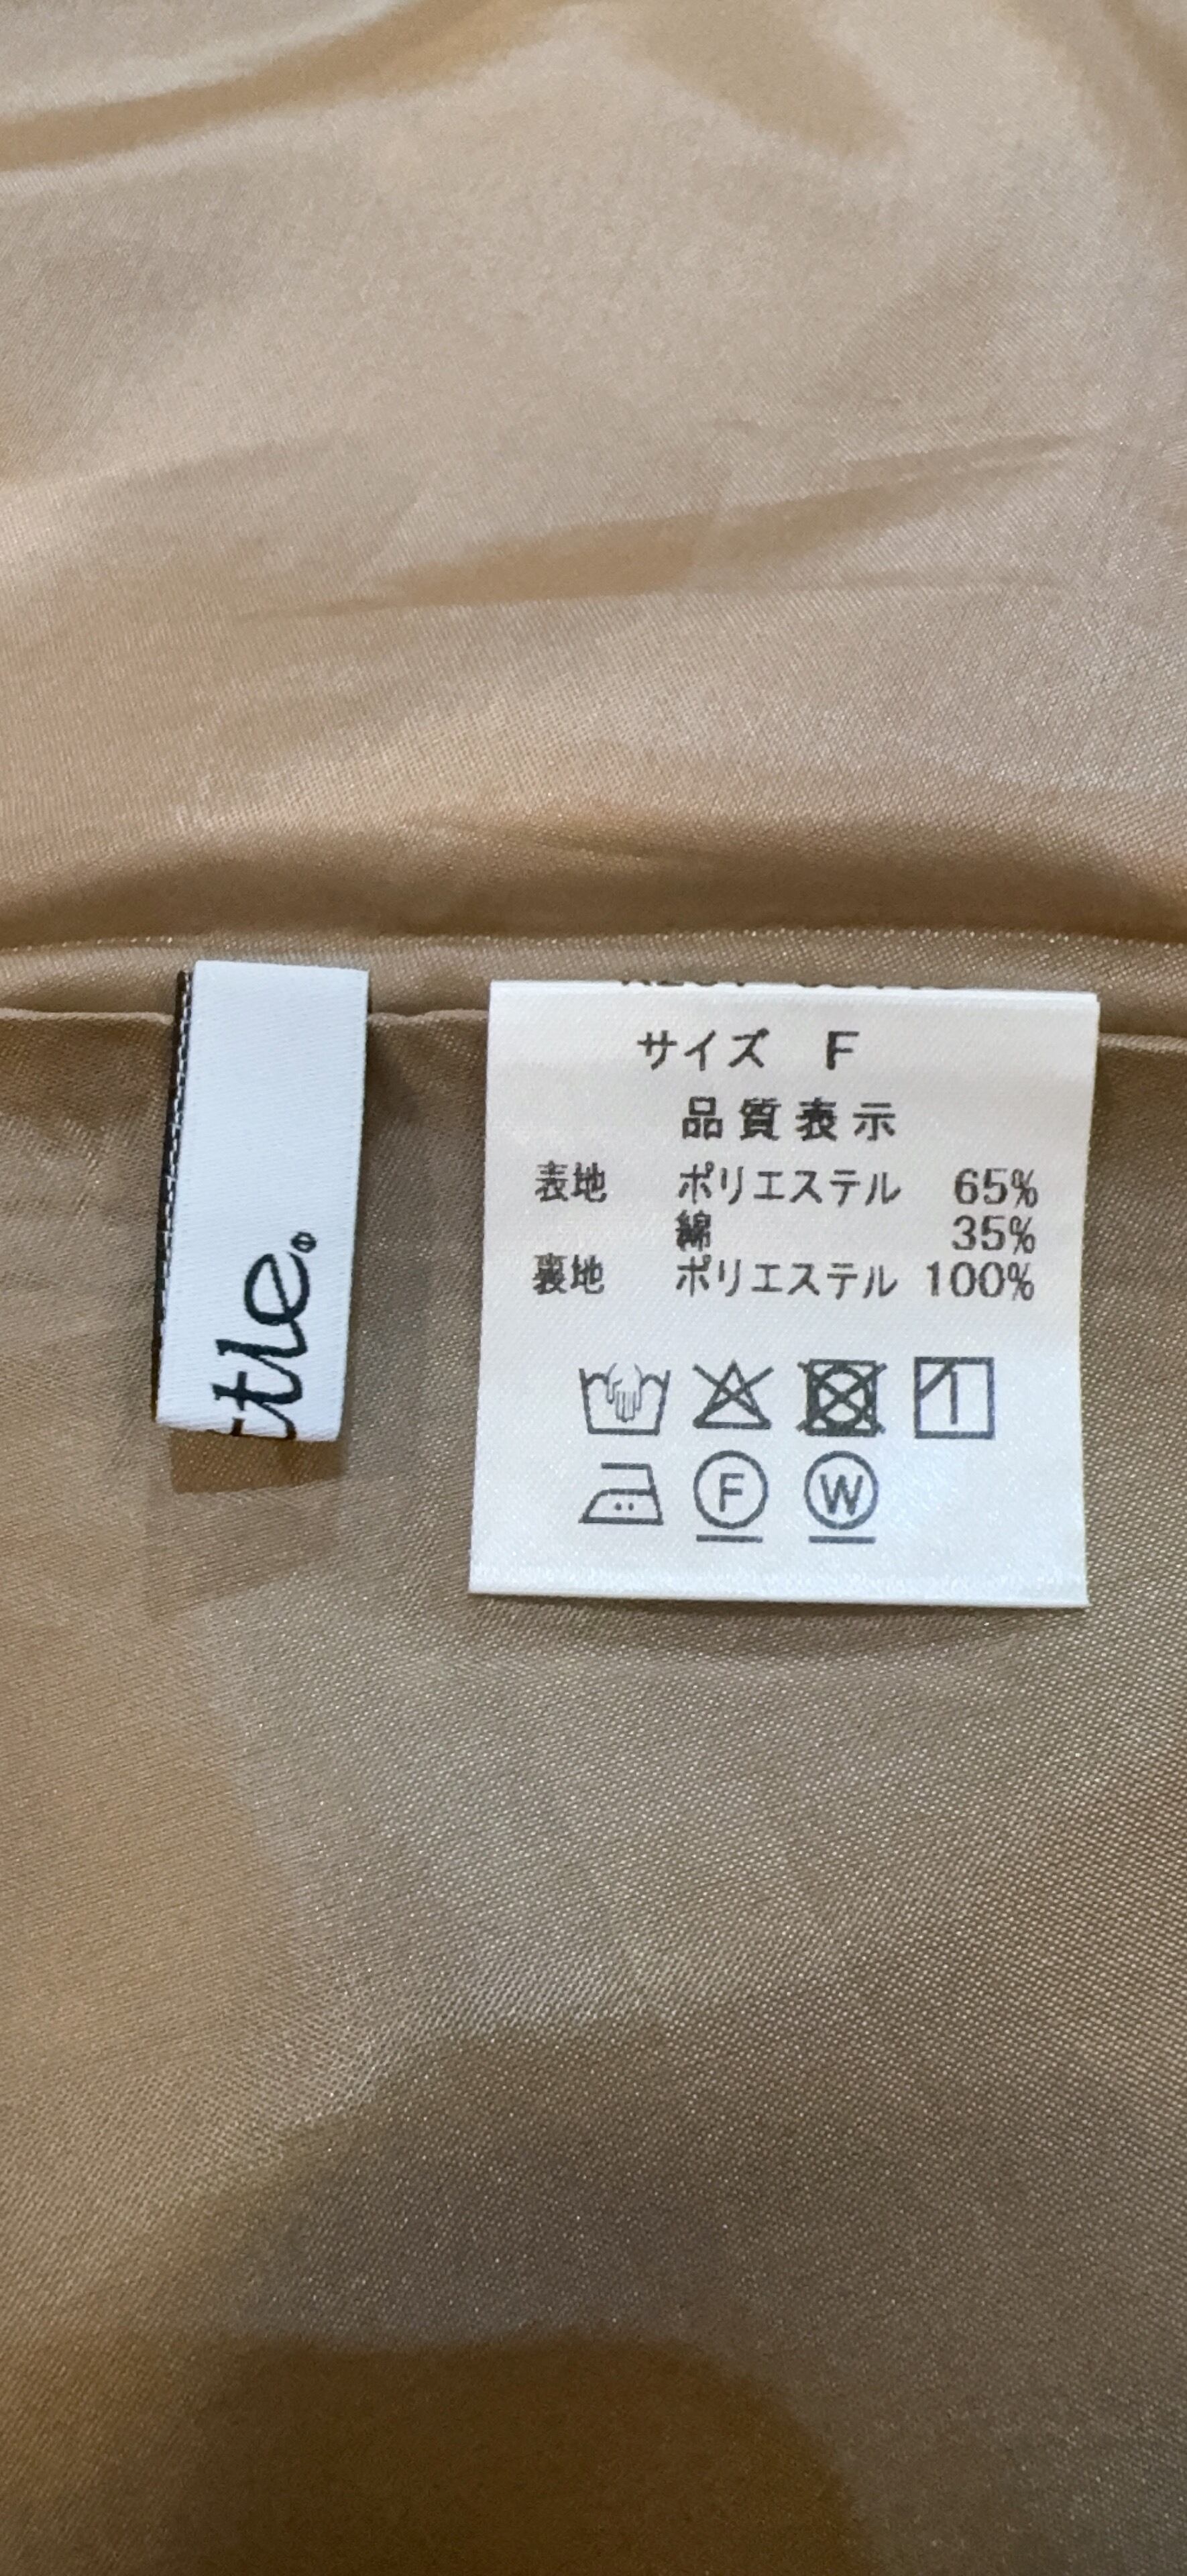 tle.
サイズ F
品質表示
表地 ポリエステル 65%
綿 35%
裏地 ポリエステル 100%
F W